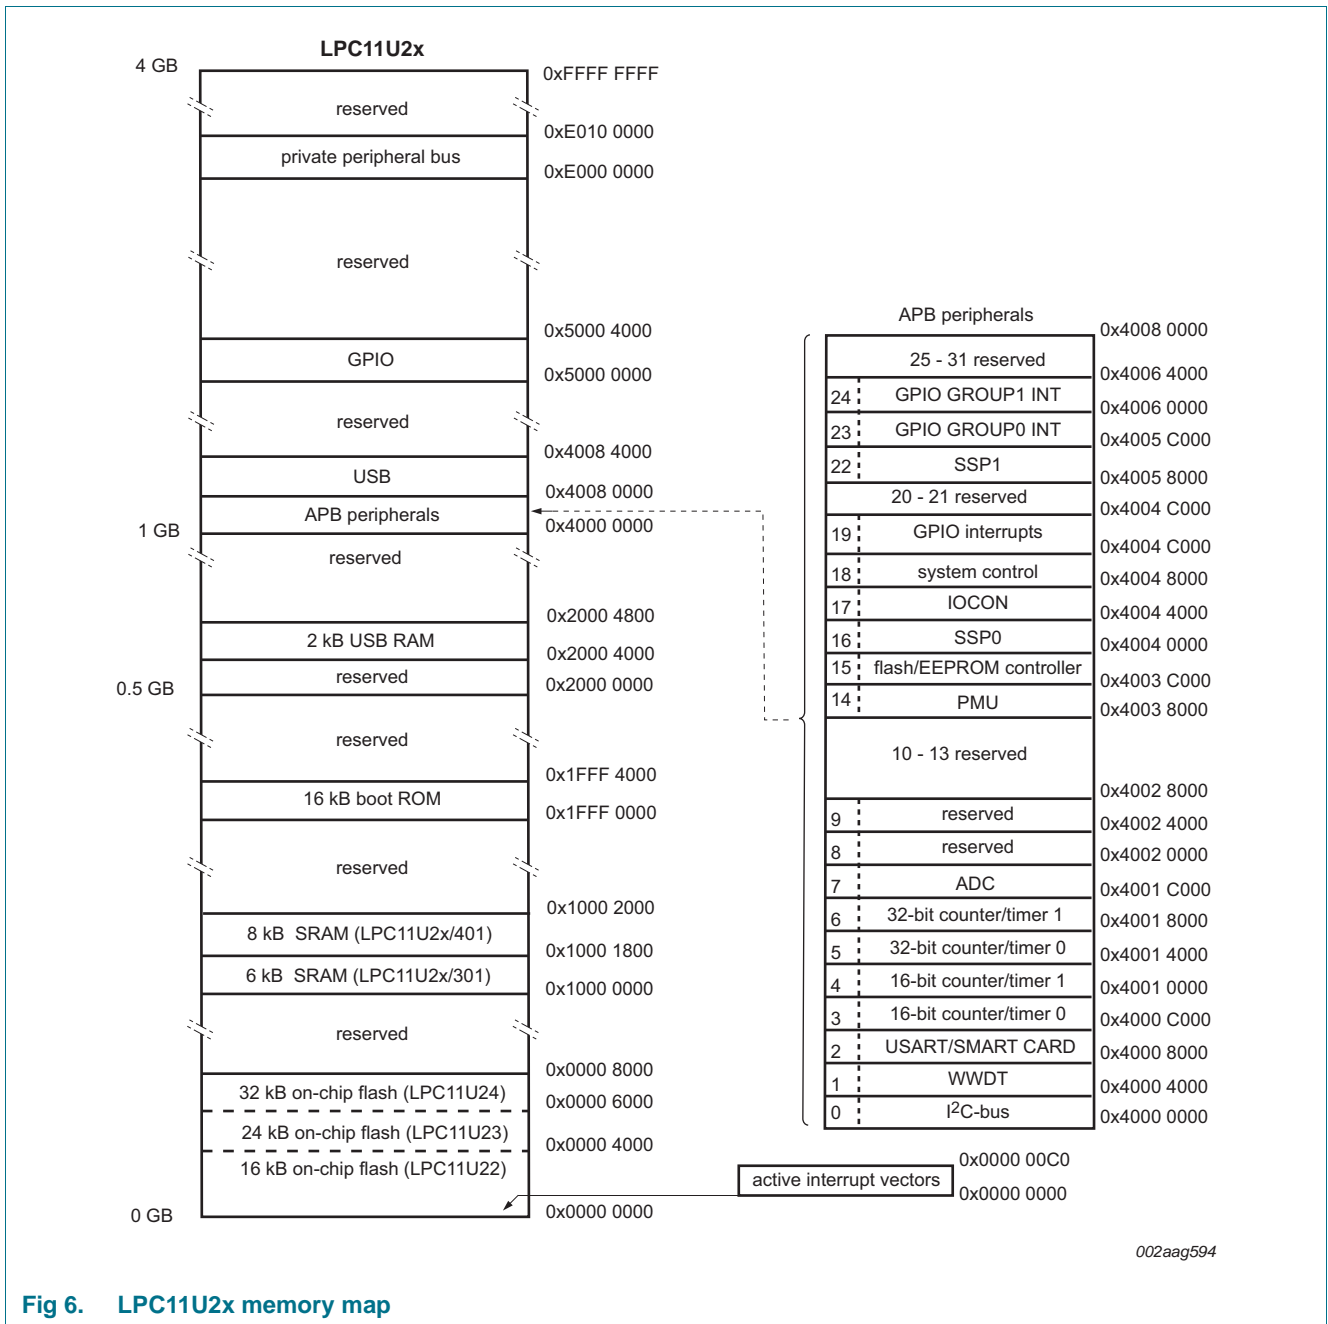 LPC11U2x
4 GB
0xFFFF FFFF
reserved
0xE010 0000
private peripheral bus
0xE000 0000
reserved
0x5000 4000
GPIO
0x5000 0000
reserved
0x4008 4000
USB
0x4008 0000
APB peripherals
1 GB
0x4000 0000
reserved
0x2000 4800
2 kB USB RAM
0x2000 4000
reserved
0.5 GB
0x2000 0000
reserved
0x1FFF 4000
16 kB boot ROM
0x1FFF 0000
reserved
0x1000 2000
8 kB SRAM (LPC11U2x/401)
0x1000 1800
6 kB SRAM (LPC11U2x/301)
0x1000 0000
reserved
0x0000 8000
32 kB on-chip flash (LPC11U24)
0x0000 6000
24 kB on-chip flash (LPC11U23)
0x0000 4000
16 kB on-chip flash (LPC11U22)
0 GB
0x0000 0000
APB peripherals
0x4008 0000
25 - 31 reserved
0x4006 4000
24 GPIO GROUP1 INT
0x4006 0000
23 GPIO GROUP0 INT
0x4005 C000
22 SSP1
0x4005 8000
20 - 21 reserved
0x4004 C000
19 GPIO interrupts
0x4004 C000
18 system control
0x4004 8000
17 IOCON
0x4004 4000
16 SSP0
0x4004 0000
15 flash/EEPROM controller
0x4003 C000
14 PMU
0x4003 8000
10 - 13 reserved
0x4002 8000
9 reserved
0x4002 4000
8 reserved
0x4002 0000
7 ADC
0x4001 C000
6 32-bit counter/timer 1
0x4001 8000
5 32-bit counter/timer 0
0x4001 4000
4 16-bit counter/timer 1
0x4001 0000
3 16-bit counter/timer 0
0x4000 C000
2 USART/SMART CARD
0x4000 8000
1 WWDT
0x4000 4000
0 I2C-bus
0x4000 0000
0x0000 00C0
active interrupt vectors
0x0000 0000
002aag594
Fig 6. LPC11U2x memory map